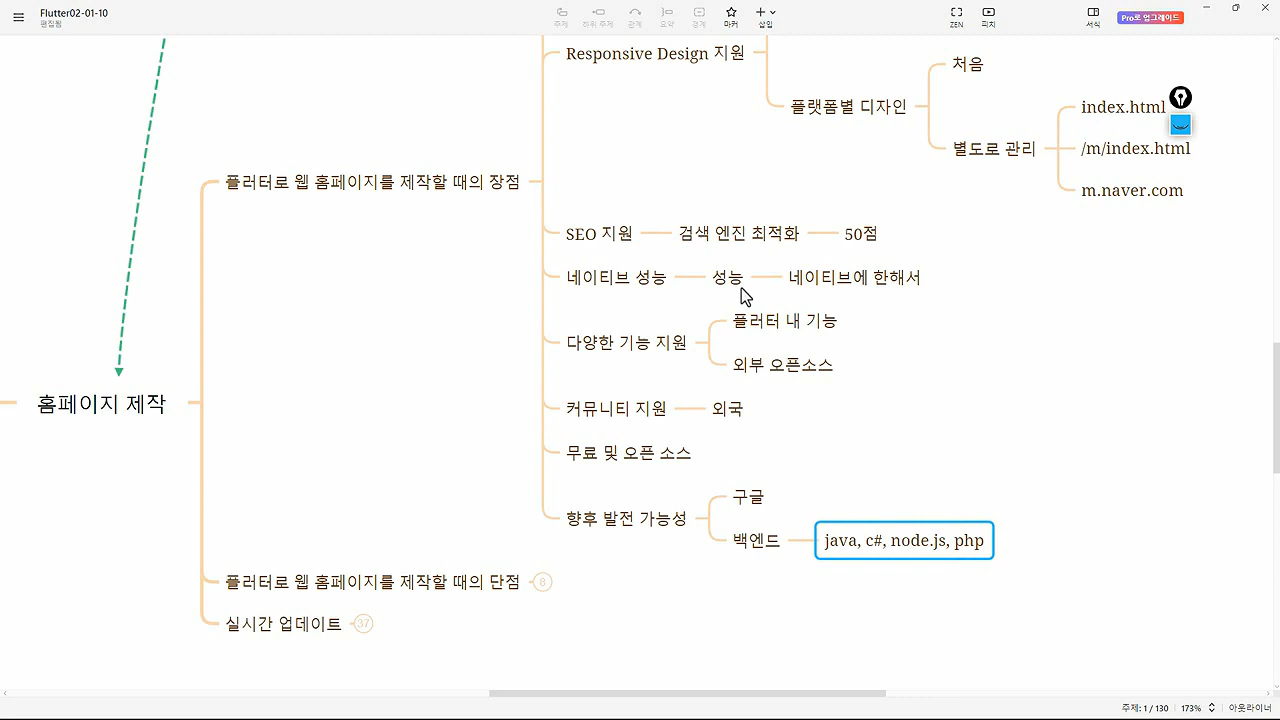 Flutter02-01-10
편집됨
주제
하위 주제
관계
요약
경계
마커
삽입
ZEN
피치
서식
Pro로 업그레이드
Responsive Design 지원
플랫폼별 디자인
처음
별도로 관리
index.html
/m/index.html
m.naver.com
플러터로 웹 홈페이지를 제작할 때의 장점
SEO 지원
검색 엔진 최적화
50점
네이티브 성능
성능
네이티브에 한해서
다양한 기능 지원
플러터 내 기능
외부 오픈소스
커뮤니티 지원
외국
무료 및 오픈 소스
향후 발전 가능성
구글
백엔드
java, c#, node.js, php
홈페이지 제작
플러터로 웹 홈페이지를 제작할 때의 단점
8
실시간 업데이트
37
주제: 1 / 130
173%
아웃라이너